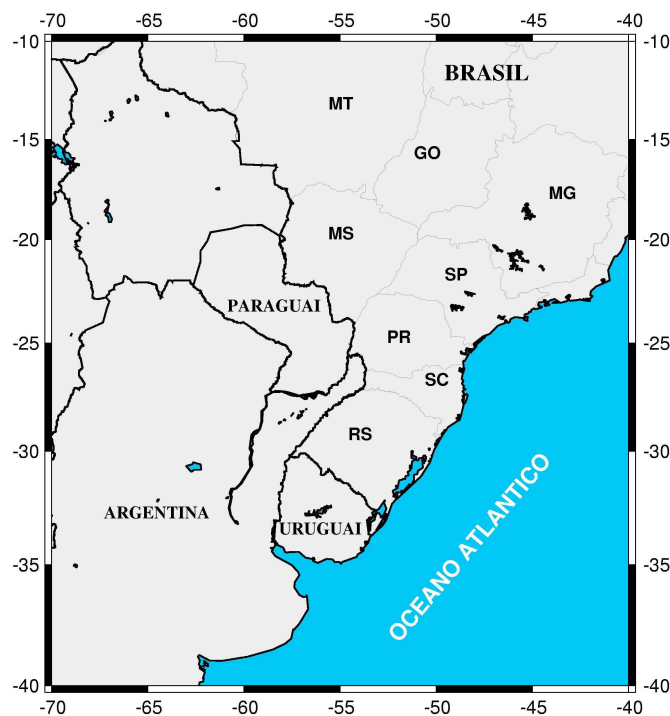 -70 -65 -60 -55 -50 -45 -40
-10 -10
BRASIL
MT
-15 -15
GO
MG
MS
-20 -20
SP
PARAGUAI
-25 -25
PR
SC
RS
-30 -30
ARGENTINA
URUGUAI
OCEANO ATLANTICO
-35 -35
-40 -40
-70 -65 -60 -55 -50 -45 -40